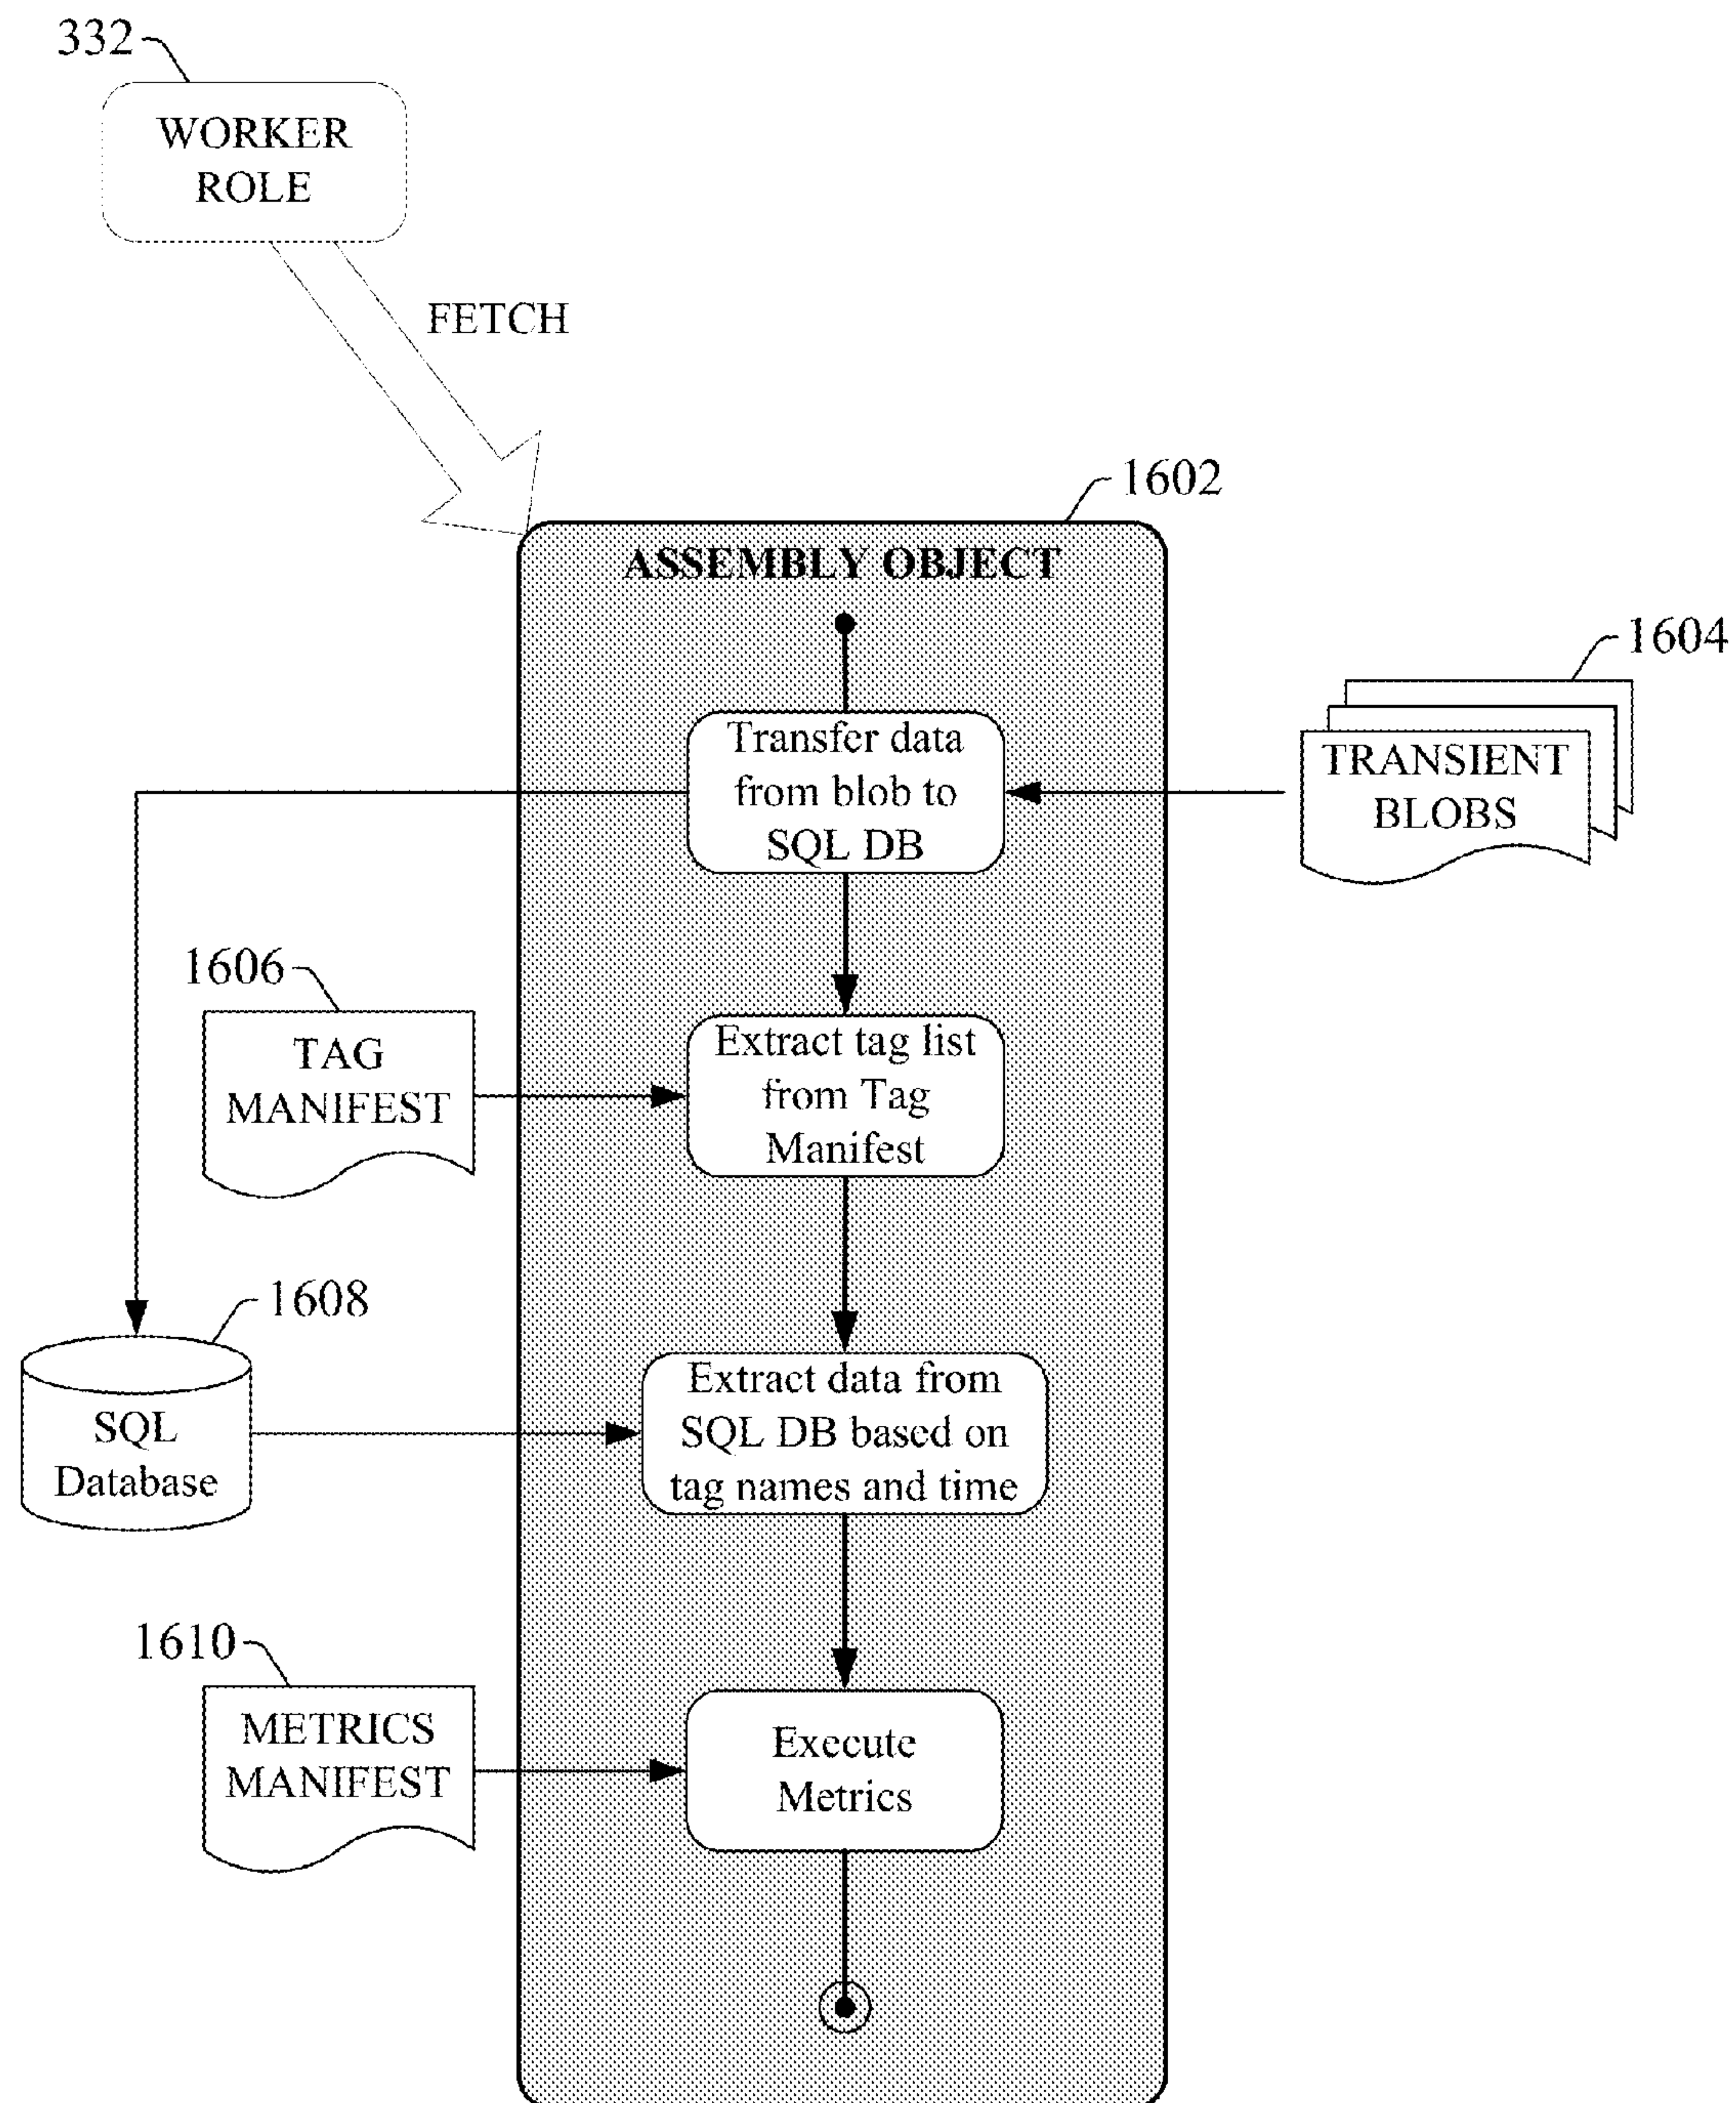 332
WORKER
ROLE
FETCH
1602
ASSEMBLY OBJECT
1604
Transfer data
from blob to
SQL DB
TRANSIENT
BLOBS
1606
TAG
MANIFEST
Extract tag list
from Tag
Manifest
1608
SQL
Database
Extract data from
SQL DB based on
tag names and time
1610
METRICS
MANIFEST
Execute
Metrics